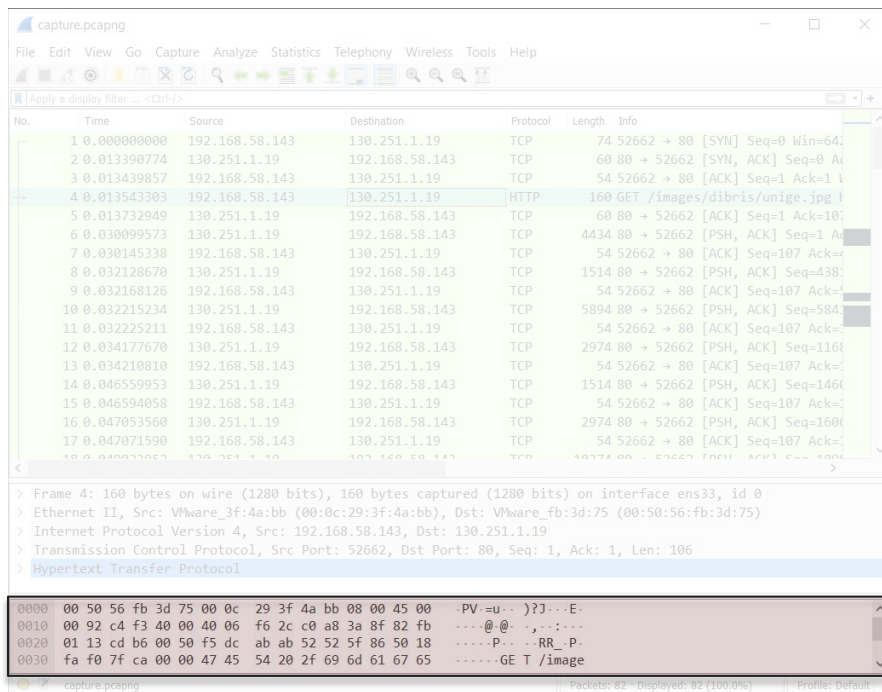 capture.pcapng
File Edit View Go Capture Analyze Statistics Telephony Wireless Tools Help
Apply a display filter ... <Ctrl-/>
No. Time Source Destination Protocol Length Info
1 0.000000000 192.168.58.143 130.251.1.19 TCP 74 52662 → 80 [SYN] Seq=0 Win=642
2 0.013390774 130.251.1.19 192.168.58.143 TCP 60 80 → 52662 [SYN, ACK] Seq=0 A
3 0.013439857 192.168.58.143 130.251.1.19 TCP 54 52662 → 80 [ACK] Seq=1 Ack=1 W
4 0.013543303 192.168.58.143 130.251.1.19 HTTP 160 GET /images/dibris/unige.jpg H
5 0.013732949 130.251.1.19 192.168.58.143 TCP 60 80 → 52662 [ACK] Seq=1 Ack=107
6 0.030099573 130.251.1.19 192.168.58.143 TCP 4434 80 → 52662 [PSH, ACK] Seq=1 A
7 0.030145338 192.168.58.143 130.251.1.19 TCP 54 52662 → 80 [ACK] Seq=107 Ack=4
8 0.032128670 130.251.1.19 192.168.58.143 TCP 1514 80 → 52662 [PSH, ACK] Seq=4381
9 0.032168126 192.168.58.143 130.251.1.19 TCP 54 52662 → 80 [ACK] Seq=107 Ack=5
10 0.032215234 130.251.1.19 192.168.58.143 TCP 5894 80 → 52662 [PSH, ACK] Seq=584
11 0.032225211 192.168.58.143 130.251.1.19 TCP 54 52662 → 80 [ACK] Seq=107 Ack=1
12 0.034177670 130.251.1.19 192.168.58.143 TCP 2974 80 → 52662 [PSH, ACK] Seq=1168
13 0.034210810 192.168.58.143 130.251.1.19 TCP 54 52662 → 80 [ACK] Seq=107 Ack=1
14 0.046559953 130.251.1.19 192.168.58.143 TCP 1514 80 → 52662 [PSH, ACK] Seq=1460
15 0.046594058 192.168.58.143 130.251.1.19 TCP 54 52662 → 80 [ACK] Seq=107 Ack=1
16 0.047053560 130.251.1.19 192.168.58.143 TCP 2974 80 → 52662 [PSH, ACK] Seq=1606
17 0.047071590 192.168.58.143 130.251.1.19 TCP 54 52662 → 80 [ACK] Seq=107 Ack=1
> Frame 4: 160 bytes on wire (1280 bits), 160 bytes captured (1280 bits) on interface ens33, id 0
> Ethernet II, Src: VMware_3f:4a:bb (00:0c:29:3f:4a:bb), Dst: VMware_fb:3d:75 (00:50:56:fb:3d:75)
> Internet Protocol Version 4, Src: 192.168.58.143, Dst: 130.251.1.19
> Transmission Control Protocol, Src Port: 52662, Dst Port: 80, Seq: 1, Ack: 1, Len: 106
> Hypertext Transfer Protocol
0000 00 50 56 fb 3d 75 00 0c 29 3f 4a bb 08 00 45 00 ·PV·=u·· )?J···E·
0010 00 92 c4 f3 40 00 40 06 f6 2c c0 a8 3a 8f 82 fb ····@·@· ·,··:···
0020 01 13 cd b6 00 50 f5 dc ab ab 52 52 5f 86 50 18 ·····P·· ··RR_·P·
0030 fa f0 7f ca 00 00 47 45 54 20 2f 69 6d 61 67 65 ······GE T /image
capture.pcapng Packets: 82 · Displayed: 82 (100.0%) Profile: Default